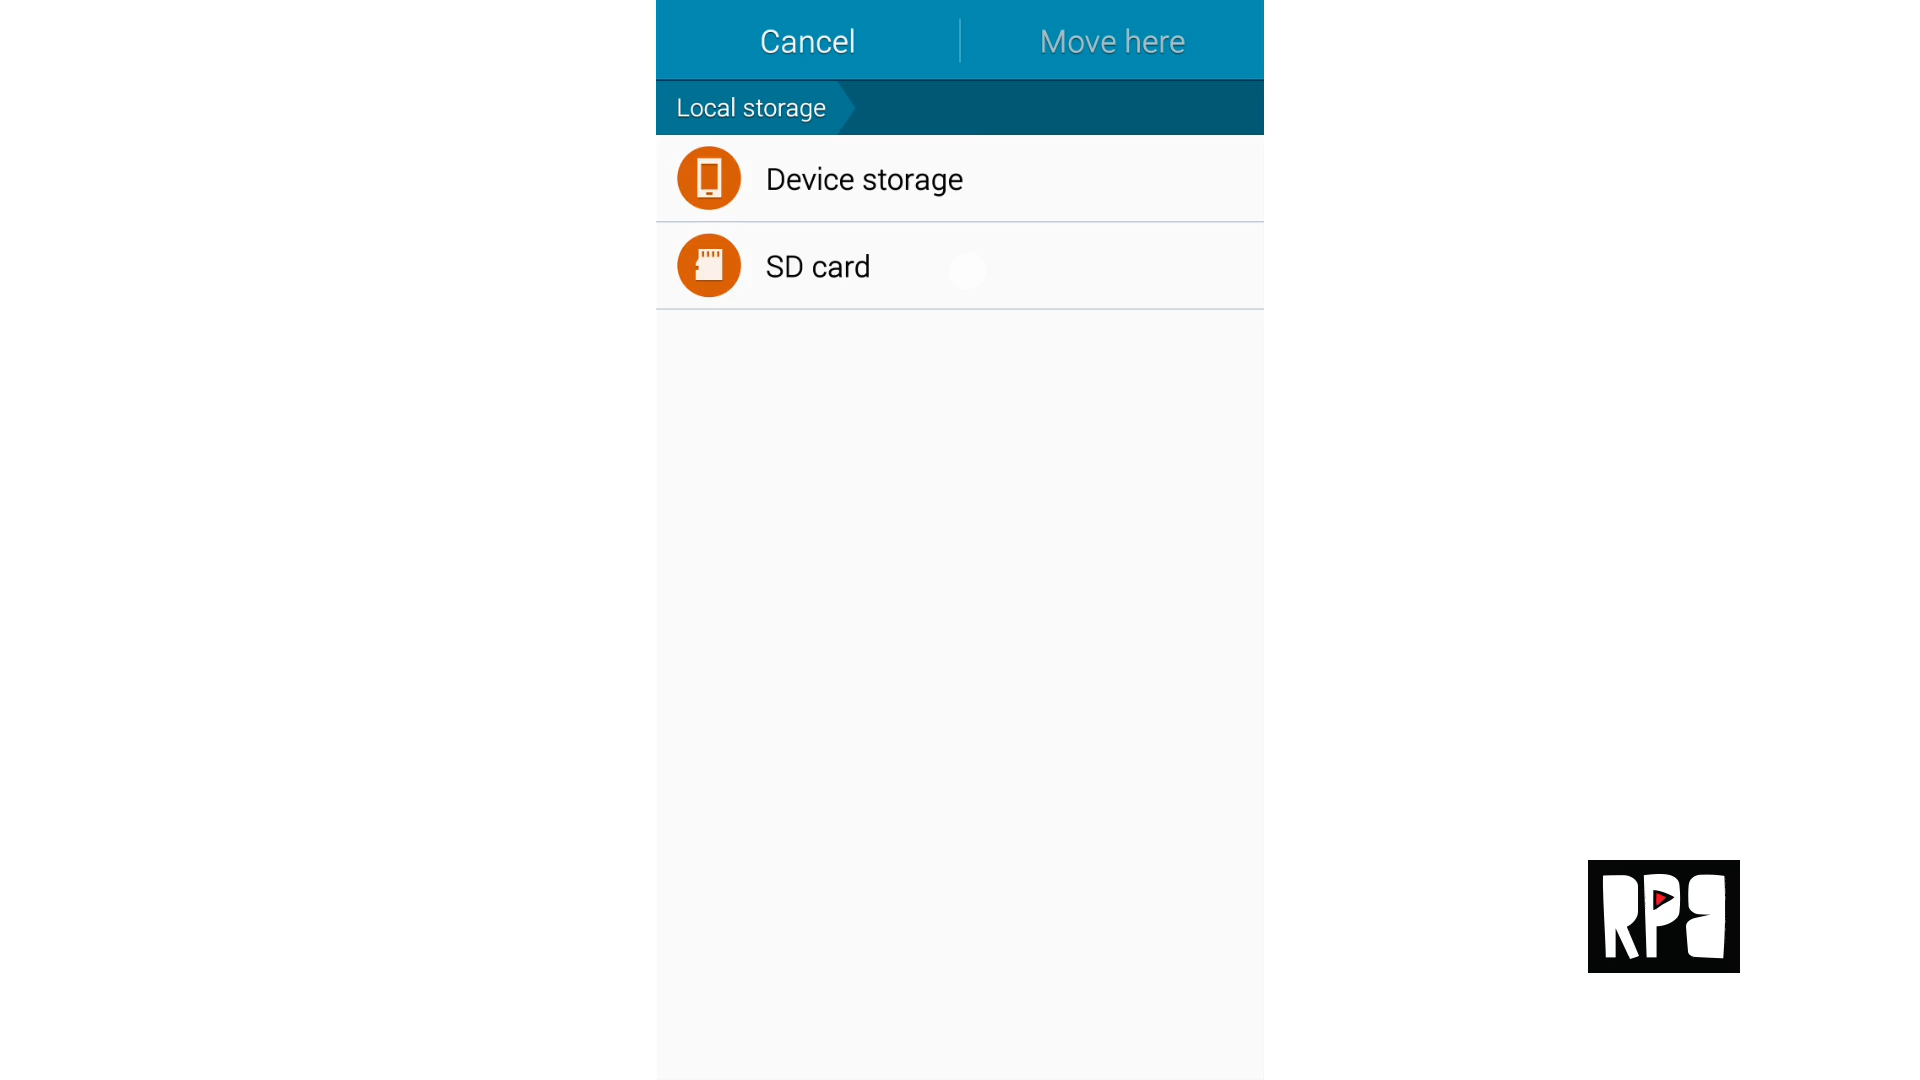 Cancel
Move here
Local storage
Device storage
SD card